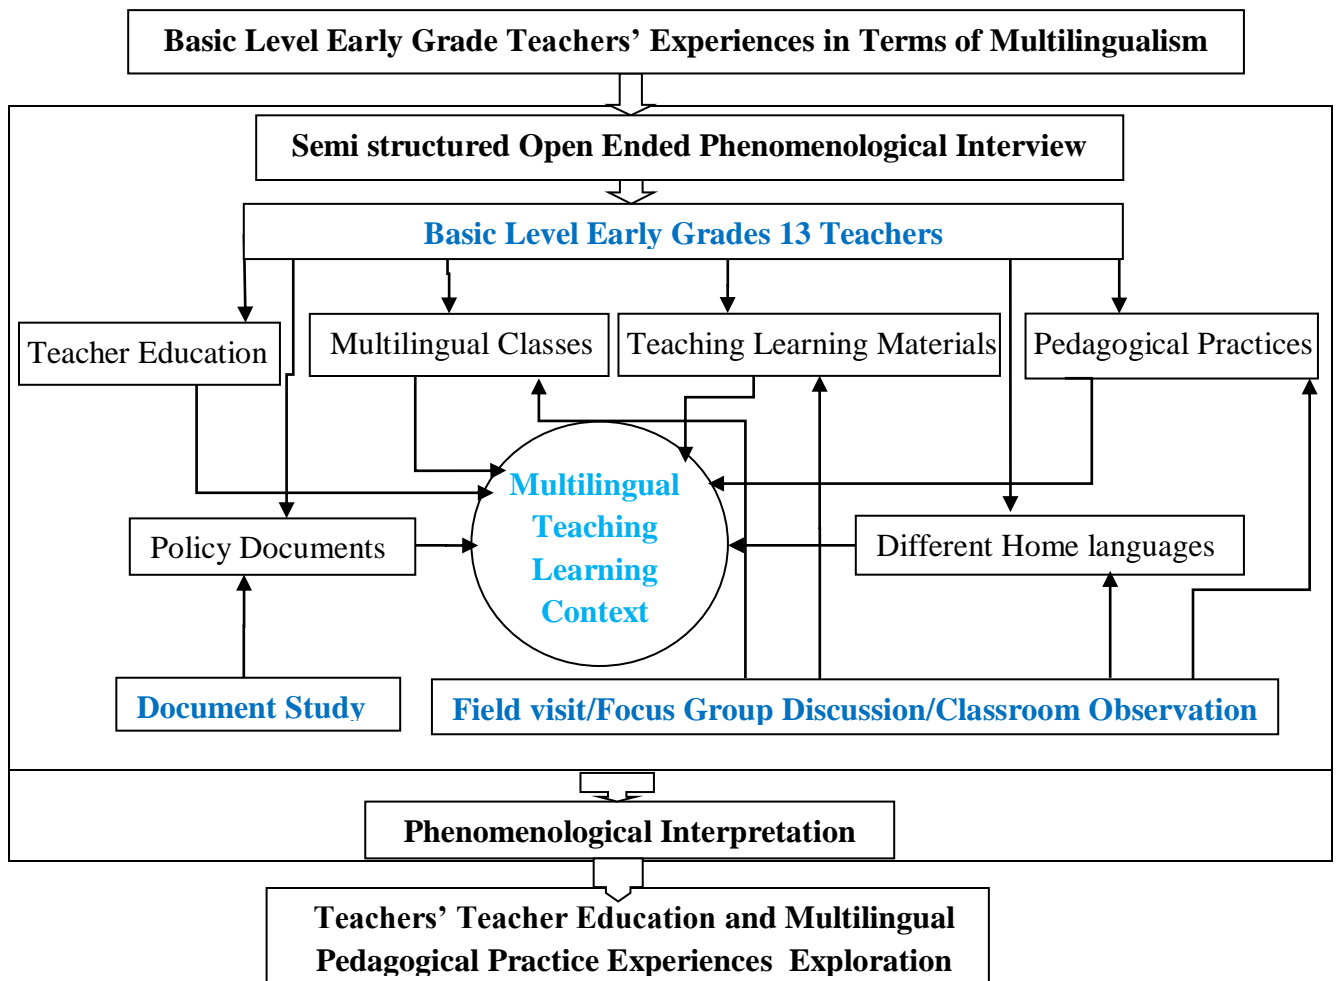 Basic Level Early Grade Teachers’ Experiences in Terms of Multilingualism
Semi structured Open Ended Phenomenological Interview
Basic Level Early Grades 13 Teachers
Teacher Education
Multilingual Classes
Teaching Learning Materials
Pedagogical Practices
Multilingual
Teaching
Learning
Context
Policy Documents
Different Home languages
Document Study
Field visit/Focus Group Discussion/Classroom Observation
Phenomenological Interpretation
Teachers’ Teacher Education and Multilingual
Pedagogical Practice Experiences Exploration